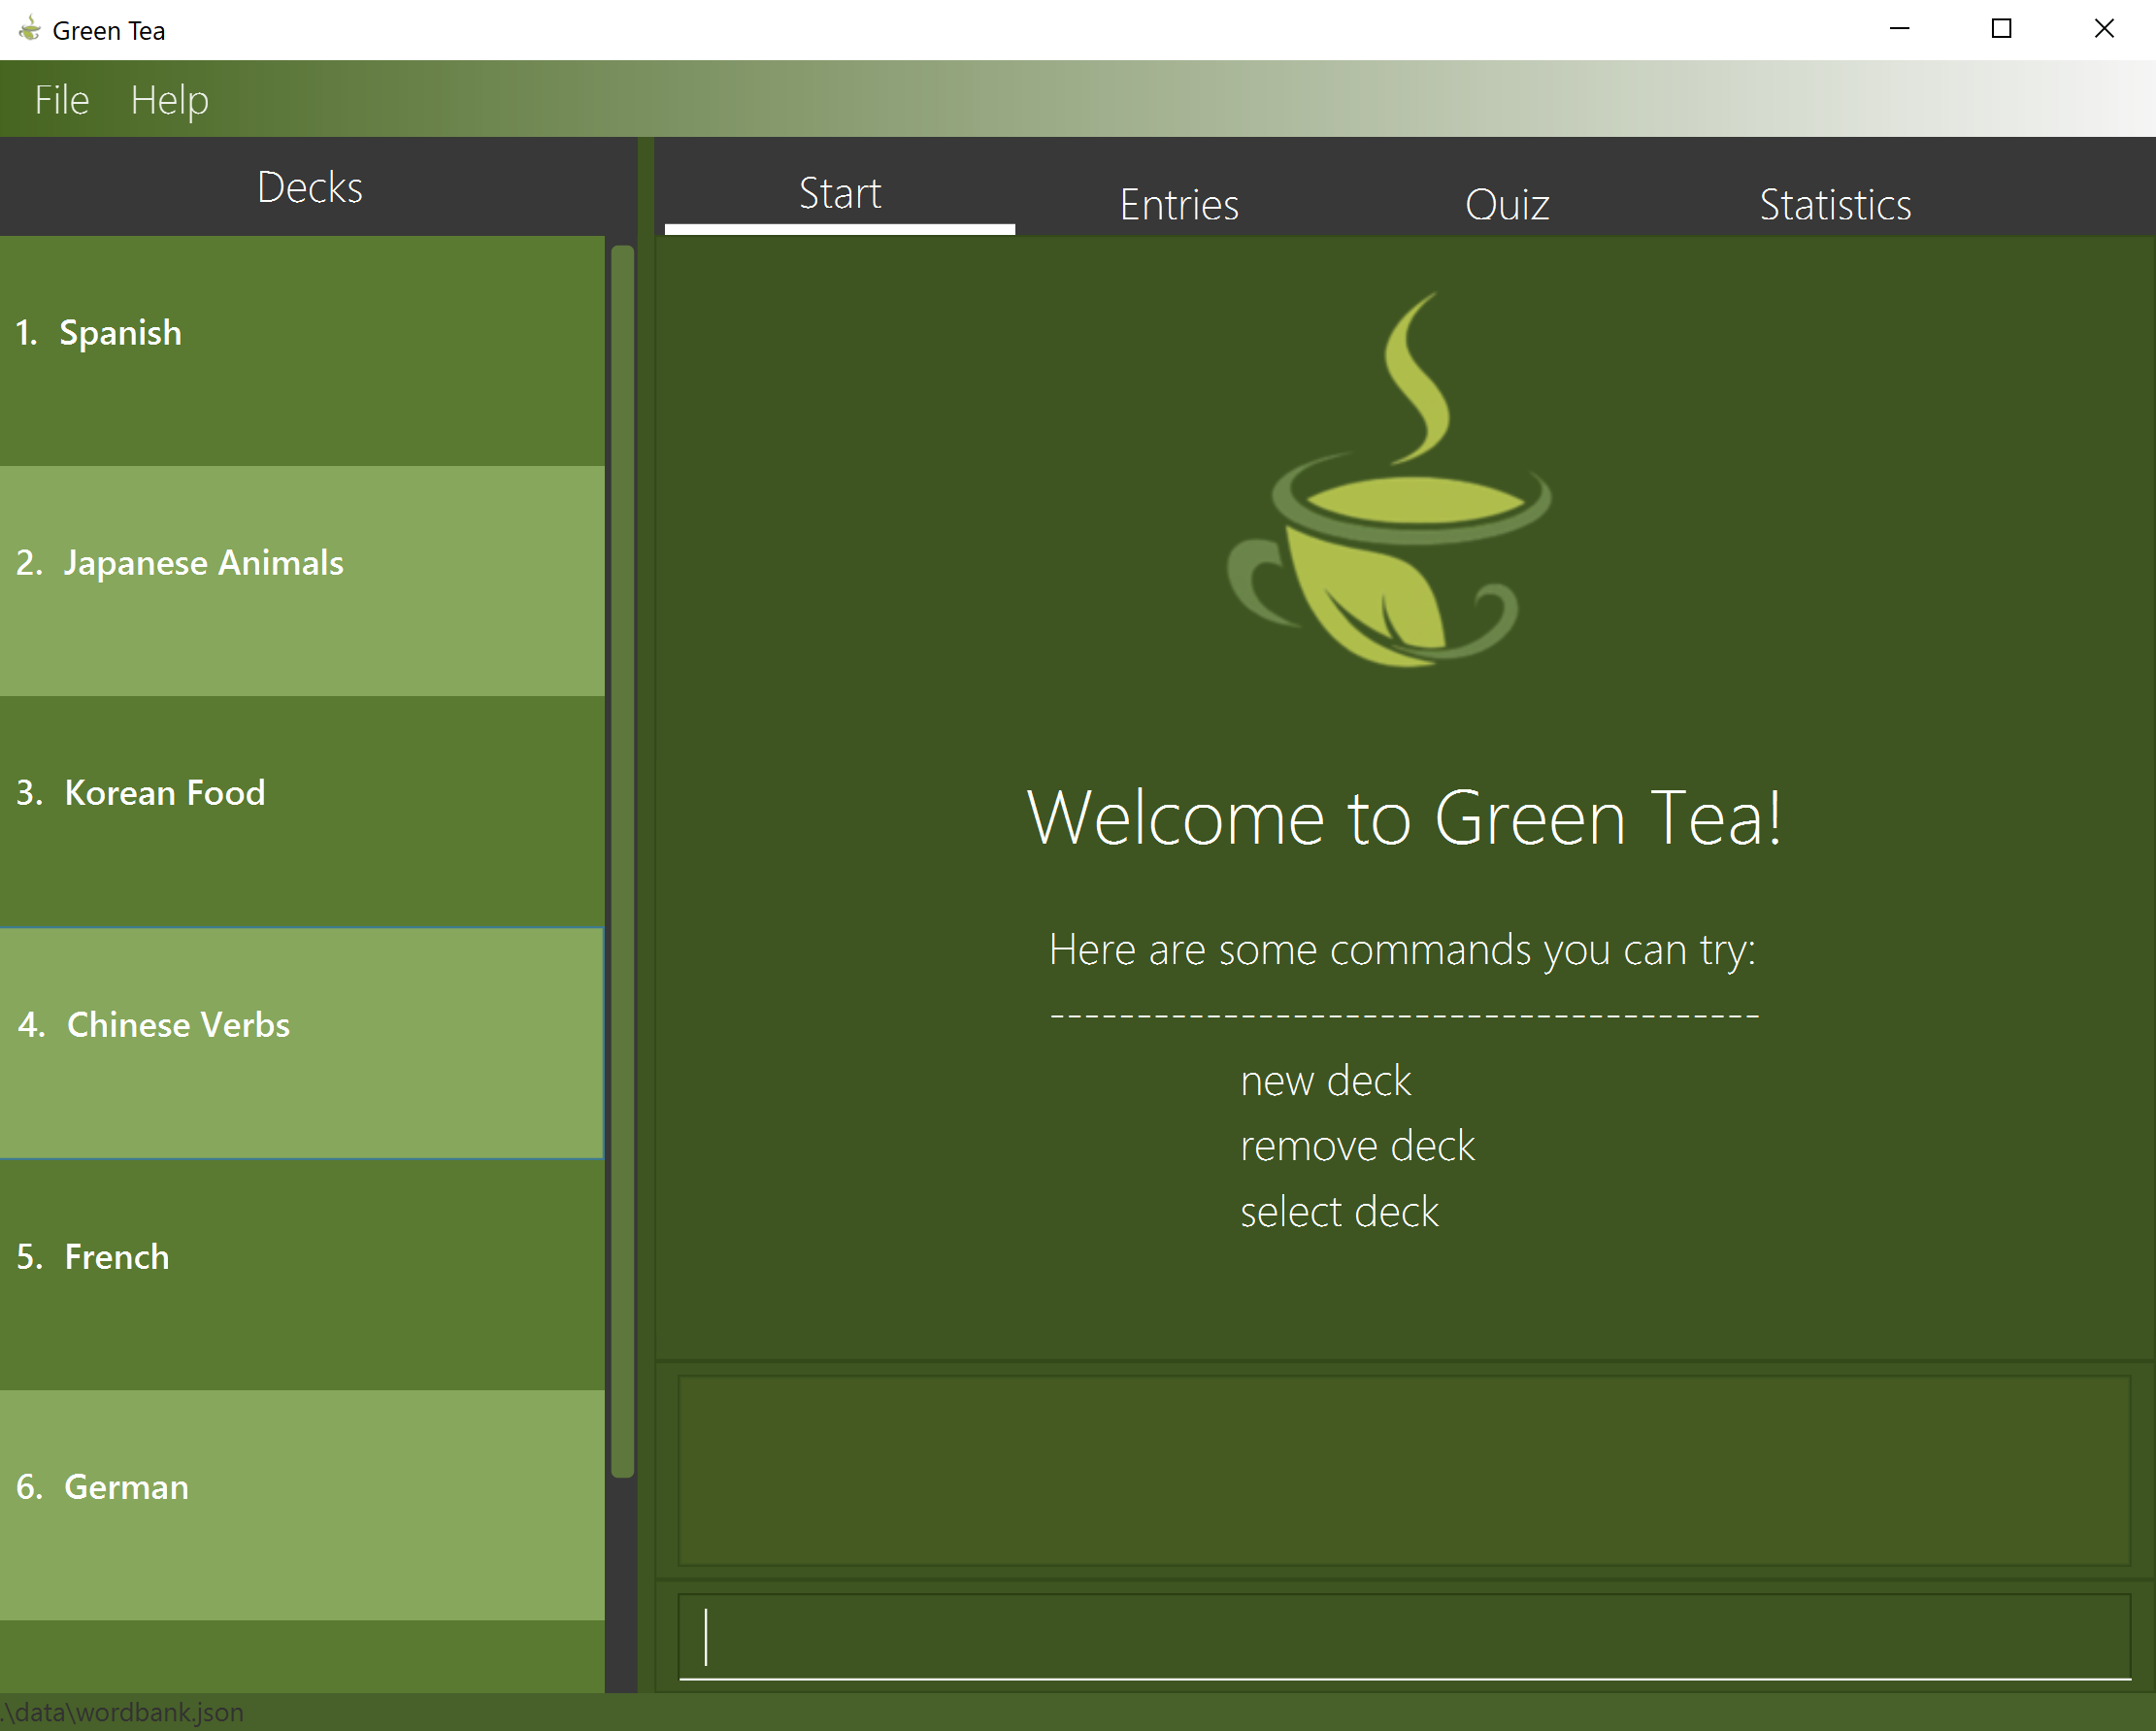 Green Tea
File Help
Decks
Start Entries Quiz Statistics
1. Spanish
2. Japanese Animals
3. Korean Food
4. Chinese Verbs
5. French
6. German
Welcome to Green Tea!
Here are some commands you can try:
-----------------------------------------
new deck
remove deck
select deck
.\data\wordbank.json